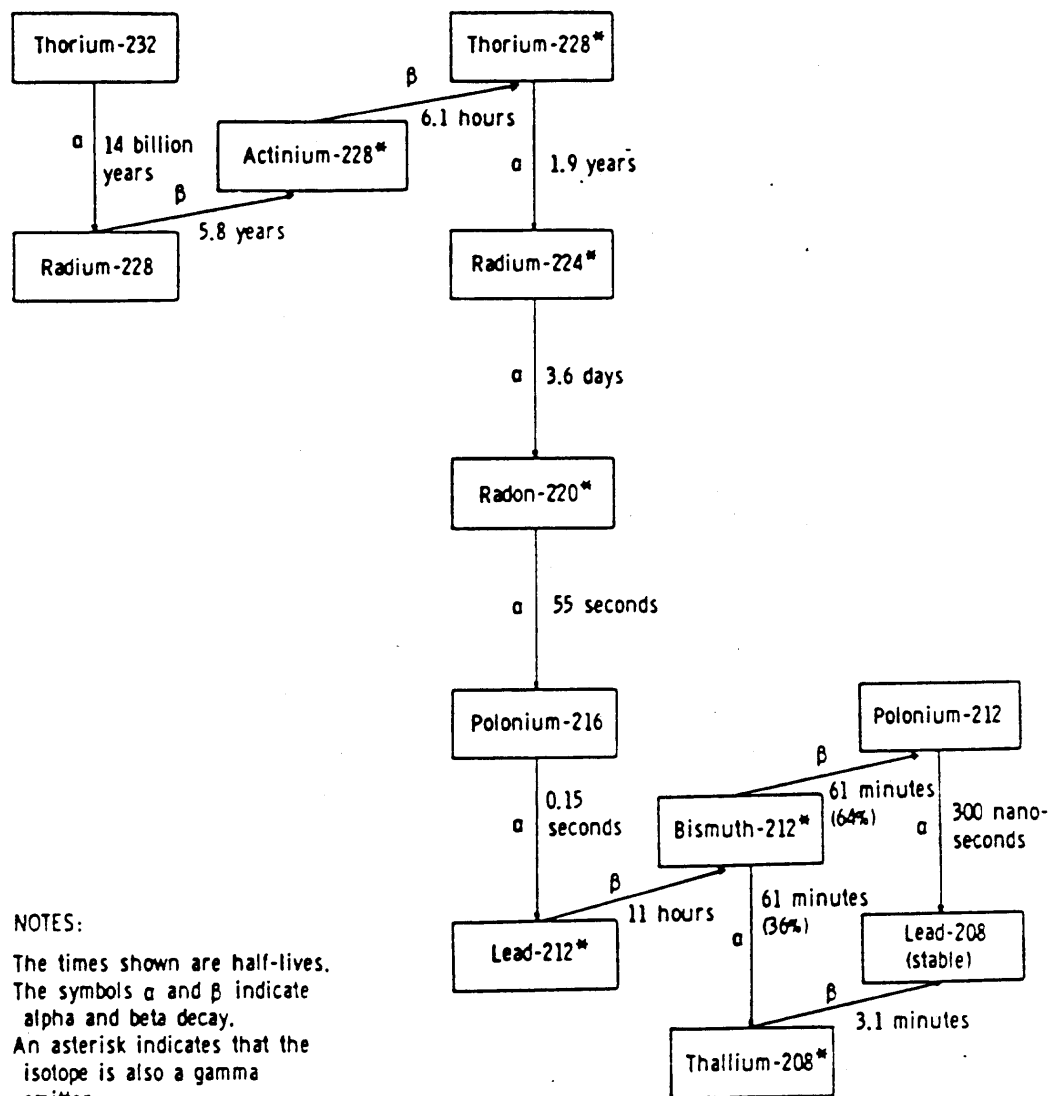 Thorium-232
Thorium-228*
β
6.1 hours
Actinium-228*
α
14 billion
years
α
1.9 years
β
5.8 years
Radium-228
Radium-224*
α
3.6 days
Radon-220*
α
55 seconds
Polonium-216
Polonium-212
β
61 minutes
(64%)
α
0.15
seconds
Bismuth-212*
α
300 nano-
seconds
β
11 hours
61 minutes
(36%)
α
Lead-212*
Lead-208
(stable)
β
3.1 minutes
Thallium-208*
NOTES:
The times shown are half-lives.
The symbols α and β indicate
alpha and beta decay.
An asterisk indicates that the
isotope is also a gamma